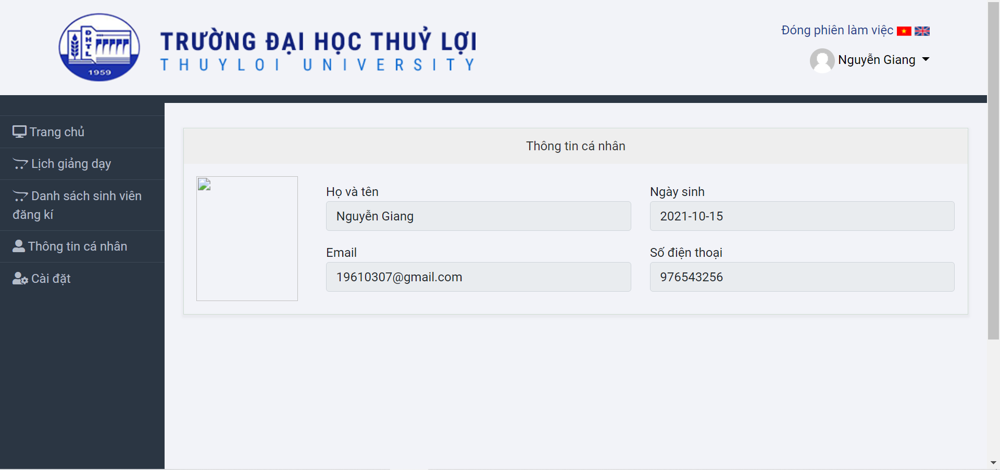 ĐHTL
1959
TRƯỜNG ĐẠI HỌC THUỶ LỢI
THUYLOI UNIVERSITY
Đóng phiên làm việc
Nguyễn Giang
Trang chủ
Lịch giảng dạy
Danh sách sinh viên
đăng kí
Thông tin cá nhân
Cài đặt
Thông tin cá nhân
Họ và tên
Nguyễn Giang
Ngày sinh
2021-10-15
Email
19610307@gmail.com
Số điện thoại
976543256